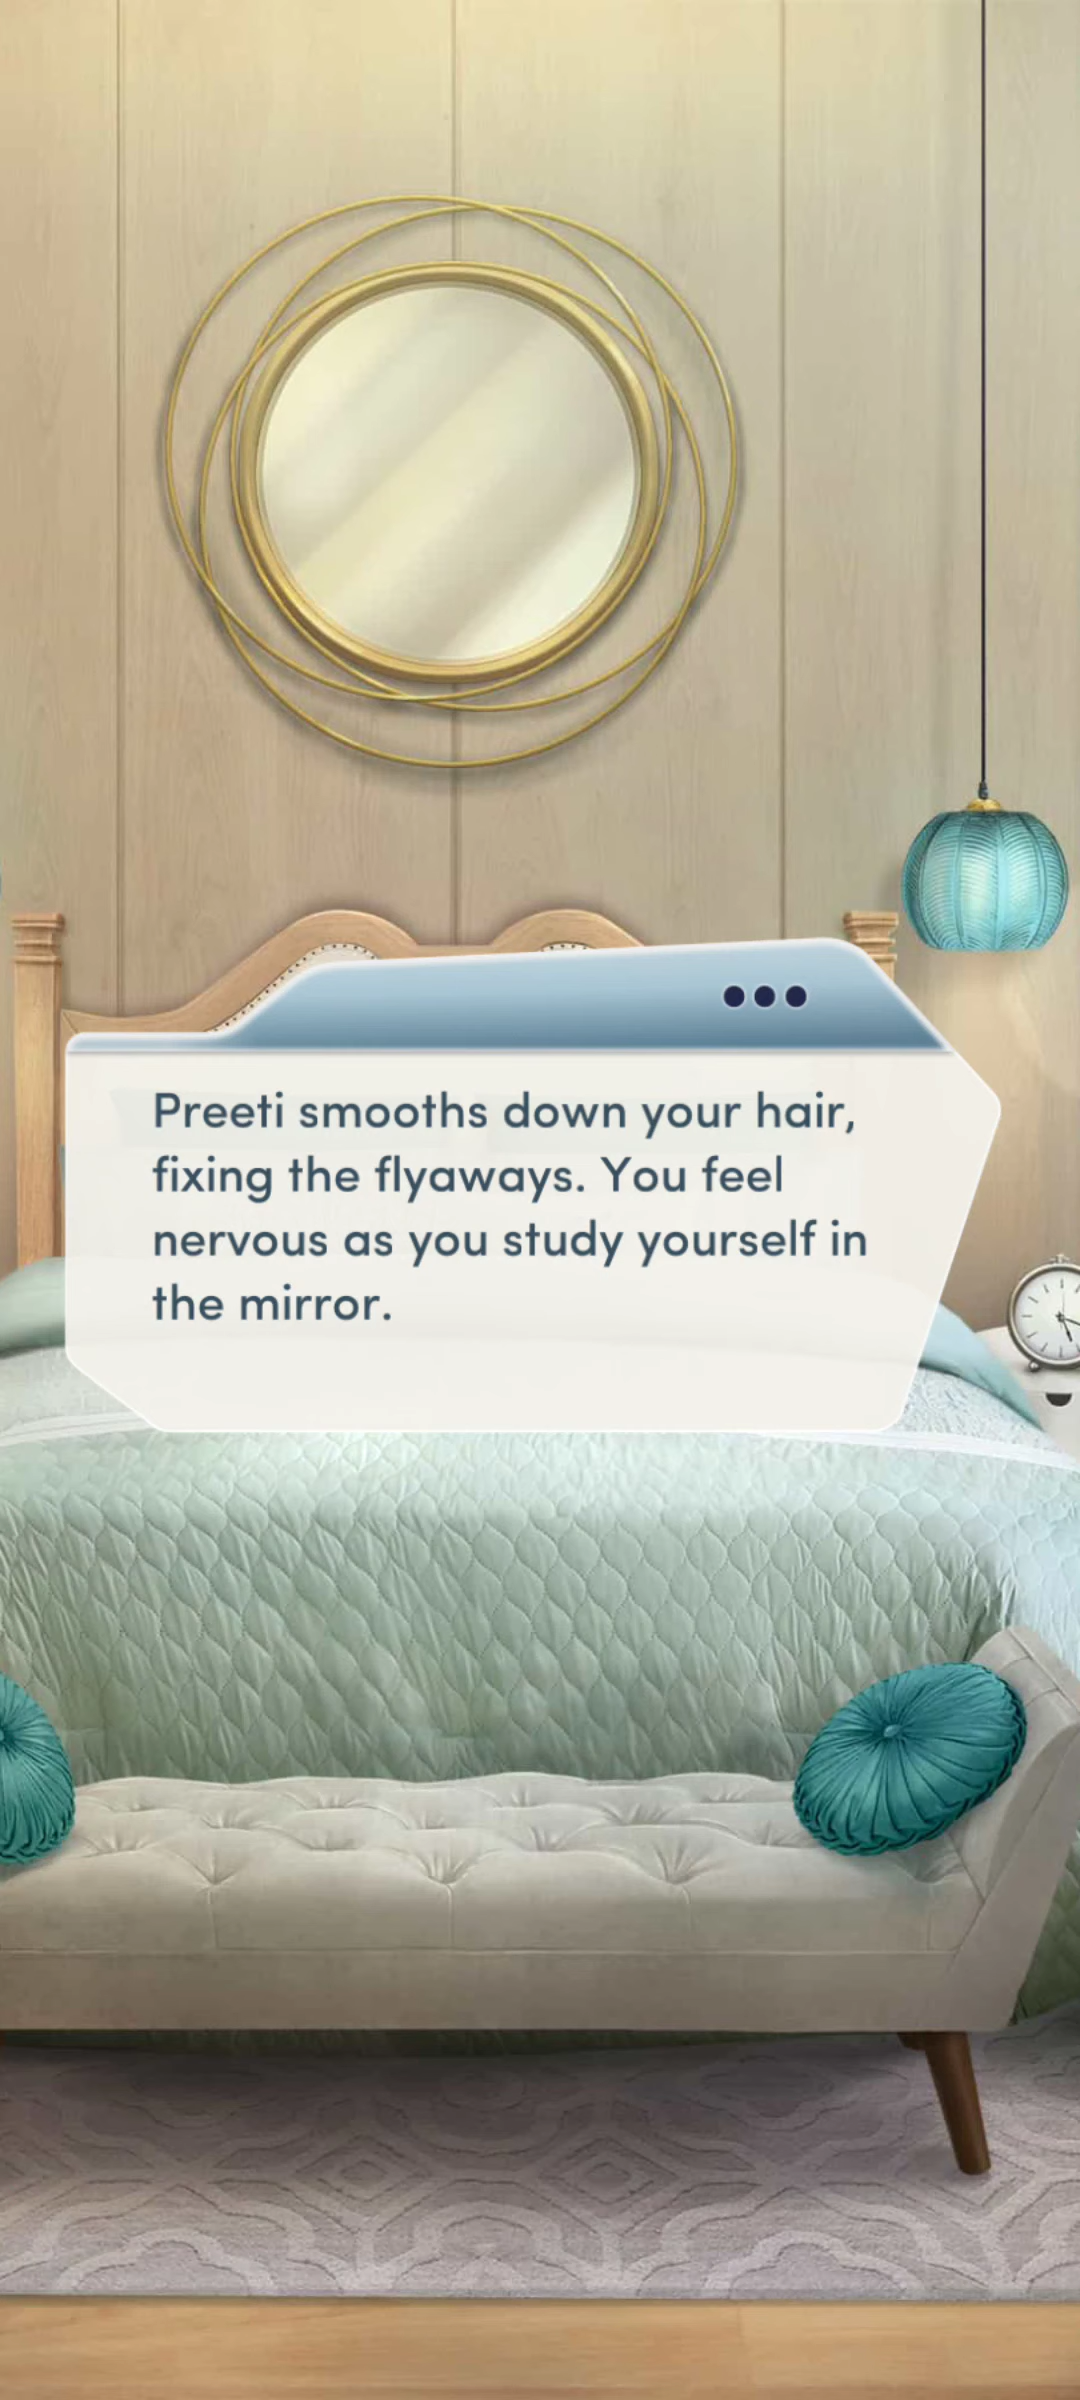 Preeti smooths down your hair,
fixing the flyaways. You feel
nervous as you study yourself in
the mirror.